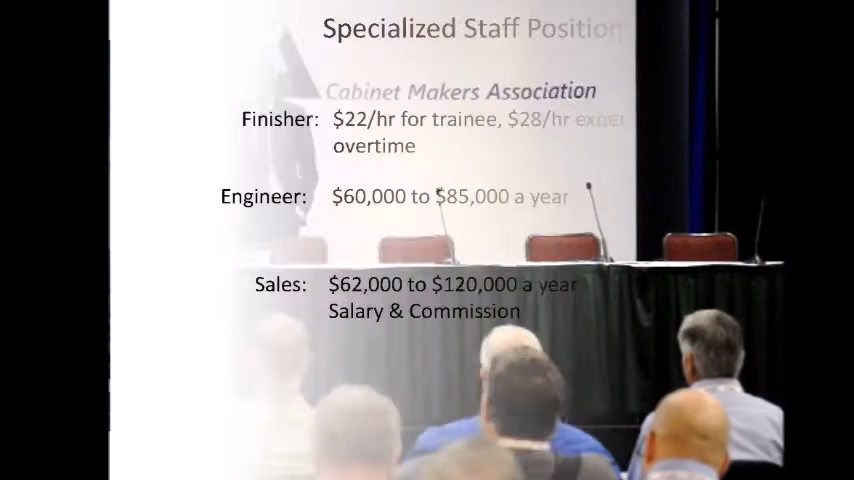 Specialized Staff Position
Cabinet Makers Association
Finisher: $22/hr for trainee, $28/hr
overtime
Engineer: $60,000 to $85,000 a year
Sales: $62,000 to $120,000 a year
Salary & Commission